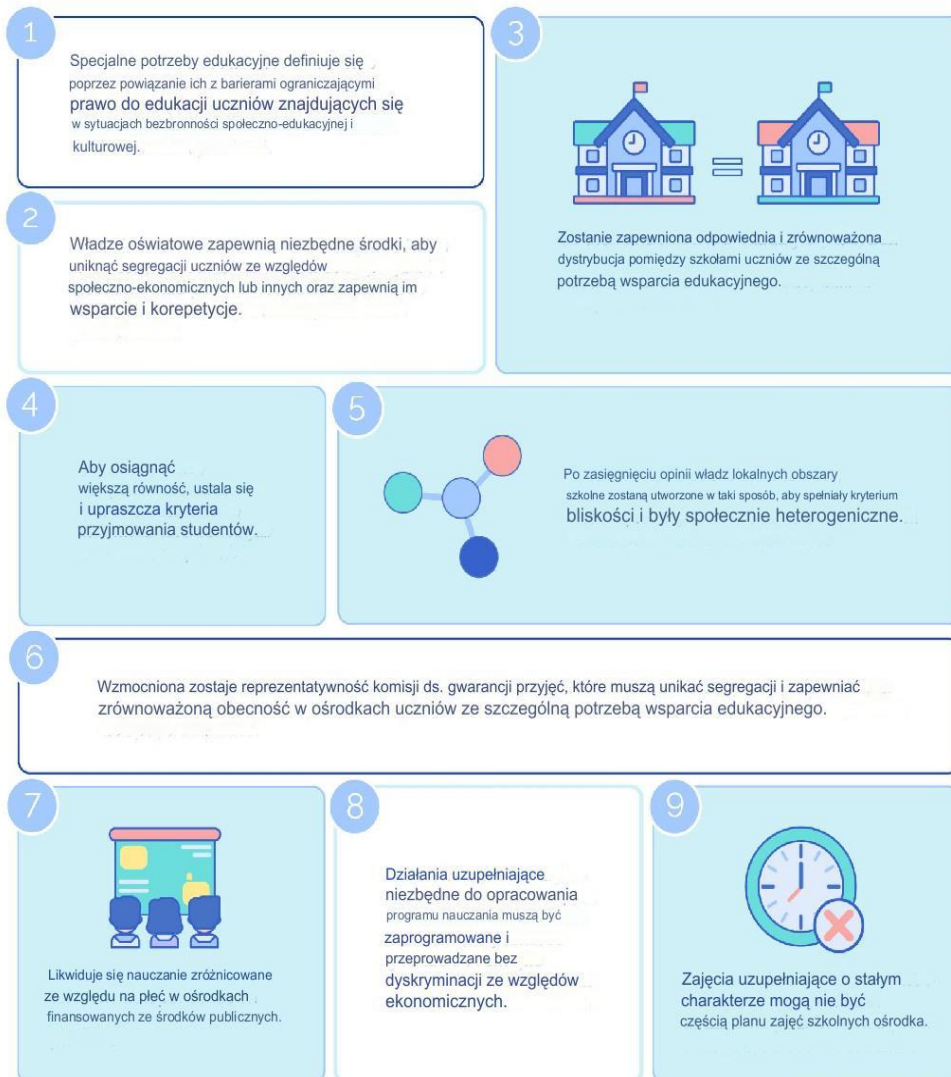 1
Specjalne potrzeby edukacyjne definiuje się
poprzez powiązanie ich z barierami ograniczającymi
prawo do edukacji uczniów znajdujących się
w sytuacjach bezbronności społeczno-edukacyjnej i
kulturowej.
2
Władze oświatowe zapewnią niezbędne środki, aby
uniknąć segregacji uczniów ze względów
społeczno-ekonomicznych lub innych oraz zapewnią im
wsparcie i korepetycje.
3
Zostanie zapewniona odpowiednia i zrównoważona
dystrybucja pomiędzy szkołami uczniów ze szczególną
potrzebą wsparcia edukacyjnego.
4
Aby osiągnąć
większą równość, ustala się
i upraszcza kryteria
przyjmowania studentów.
5
Po zasięgnięciu opinii władz lokalnych obszary
szkolne zostaną utworzone w taki sposób, aby spełniały kryterium
bliskości i były społecznie heterogeniczne.
6
Wzmocniona zostaje reprezentatywność komisji ds. gwarancji przyjęć, które muszą unikać segregacji i zapewniać
zrównoważoną obecność w ośrodkach uczniów ze szczególną potrzebą wsparcia edukacyjnego.
7
Likwiduje się nauczanie zróżnicowane
ze względu na płeć w ośrodkach
finansowanych ze środków publicznych.
8
Działania uzupełniające
niezbędne do opracowania
programu nauczania muszą być
zaprogramowane i
przeprowadzane bez
dyskryminacji ze względów
ekonomicznych.
9
Zajęcia uzupełniające o stałym
charakterze mogą nie być
częścią planu zajęć szkolnych ośrodka.